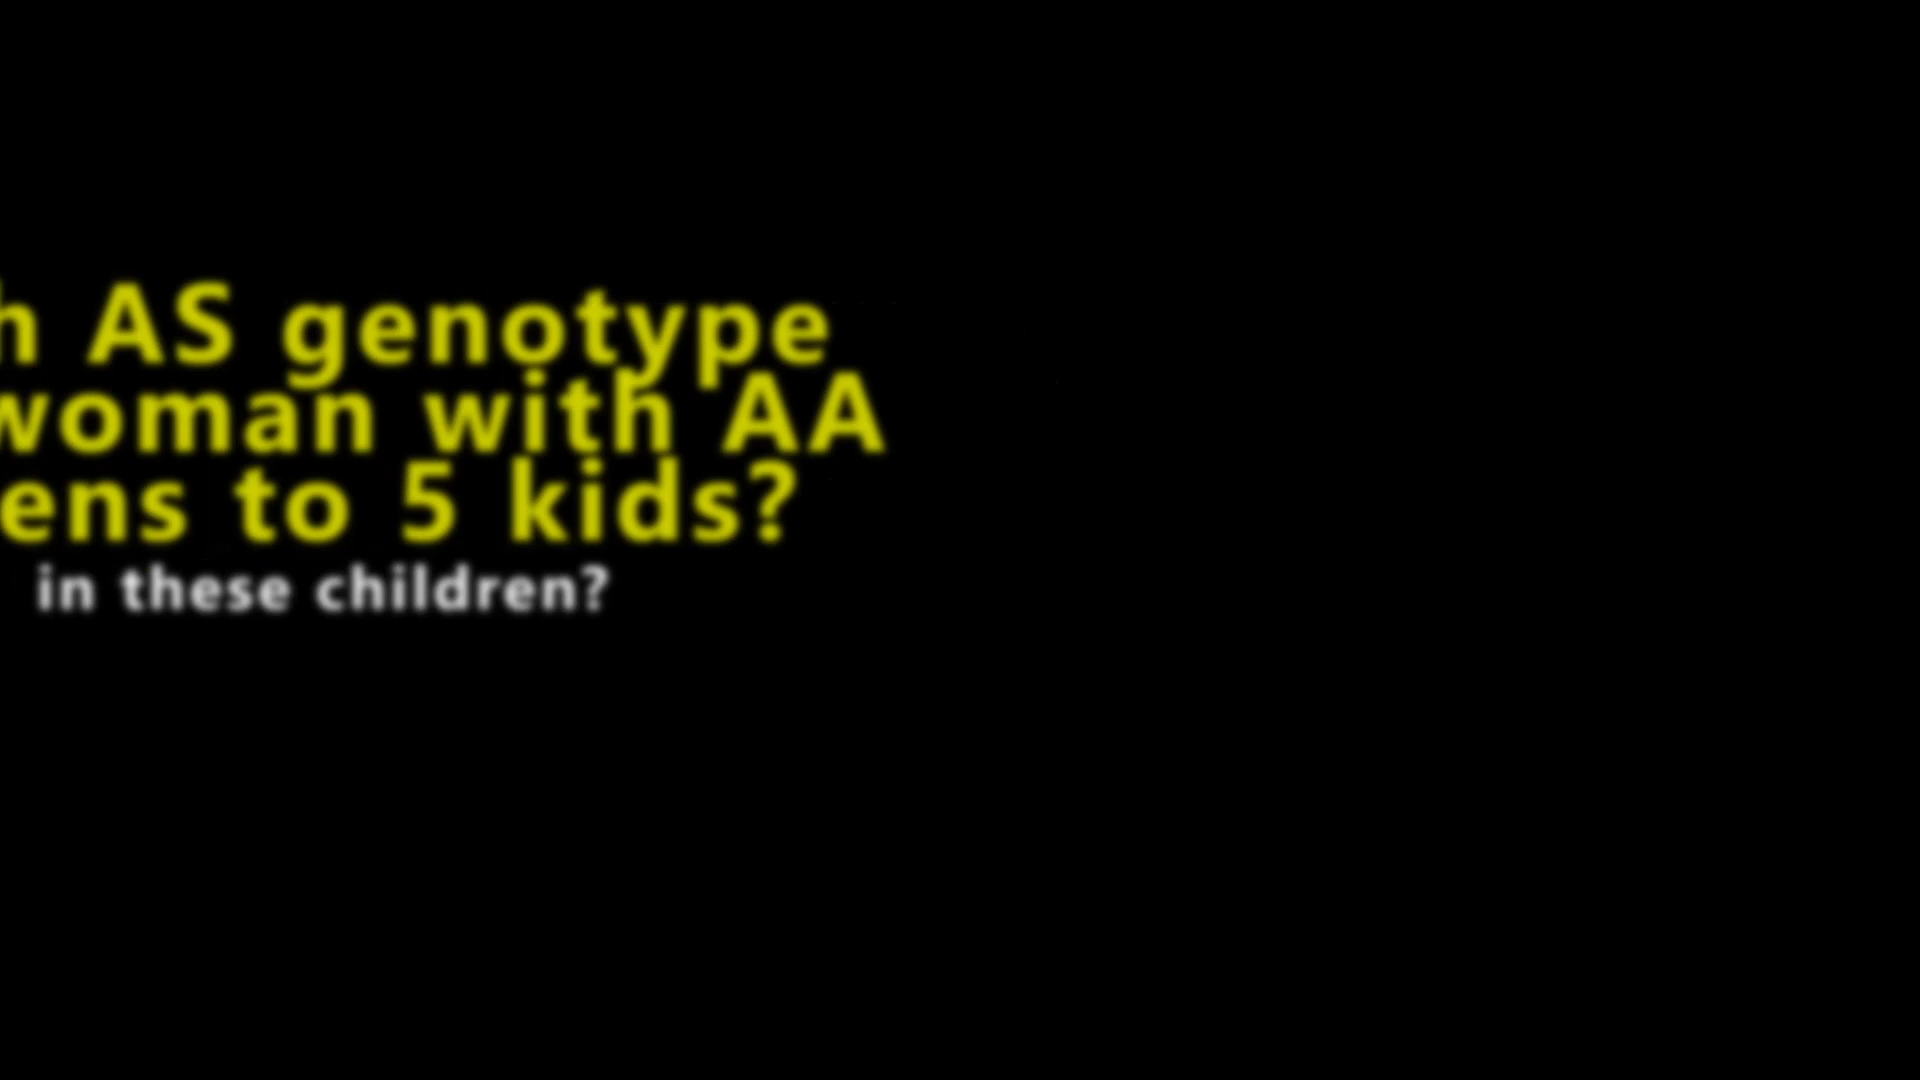 h AS genotype
woman with AA
ens to 5 kids?
in these children?